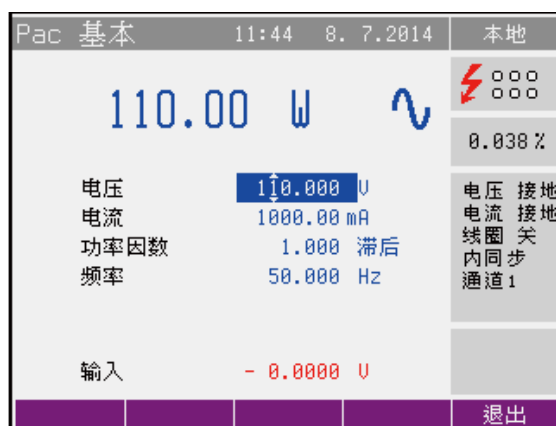 Pac 基本 11:44 8. 7.2014 本地
110.00 W
0.038%
电压 110.000 V
电流 1000.00 mA
功率因数 1.000 滞后
频率 50.000 Hz
电压 接地
电流 接地
线圈 关
内同步
通道1
输入 - 0.0000 V
退出